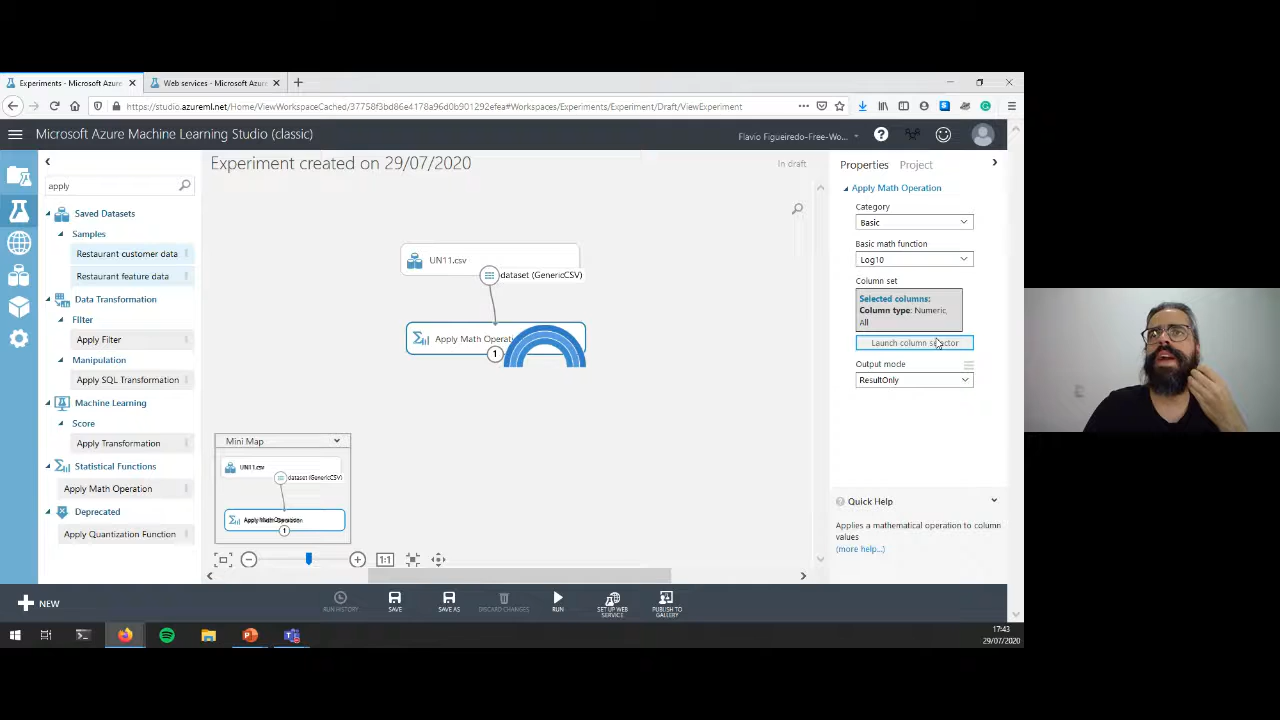 Experiments - Microsoft Azure
Web services - Microsoft Azure
https://studio.azureml.net/Home/ViewWorkspaceCached/37758f3bd86e4178a96d0b901292efea#Workspaces/Experiments/Experiment/Draft/ViewExperiment
Microsoft Azure Machine Learning Studio (classic)
Flavio Figueiredo-Free-Wo...
Experiment created on 29/07/2020
In draft
apply
Saved Datasets
Samples
Restaurant customer data
Restaurant feature data
Data Transformation
Filter
Apply Filter
Manipulation
Apply SQL Transformation
Machine Learning
Score
Apply Transformation
Statistical Functions
Apply Math Operation
Deprecated
Apply Quantization Function
UN11.csv
dataset (GenericCSV)
Apply Math Operati
1
Mini Map
UN11.csv
dataset (GenericCSV)
Apply Math Operation
1
1:1
Properties
Project
Apply Math Operation
Category
Basic
Basic math function
Log10
Column set
Selected columns:
Column type: Numeric,
All
Launch column selector
Output mode
ResultOnly
Quick Help
Applies a mathematical operation to column
values
(more help...)
NEW
RUN HISTORY
SAVE
SAVE AS
DISCARD CHANGES
RUN
SET UP WEB
SERVICE
PUBLISH TO
GALLERY
17:43
29/07/2020